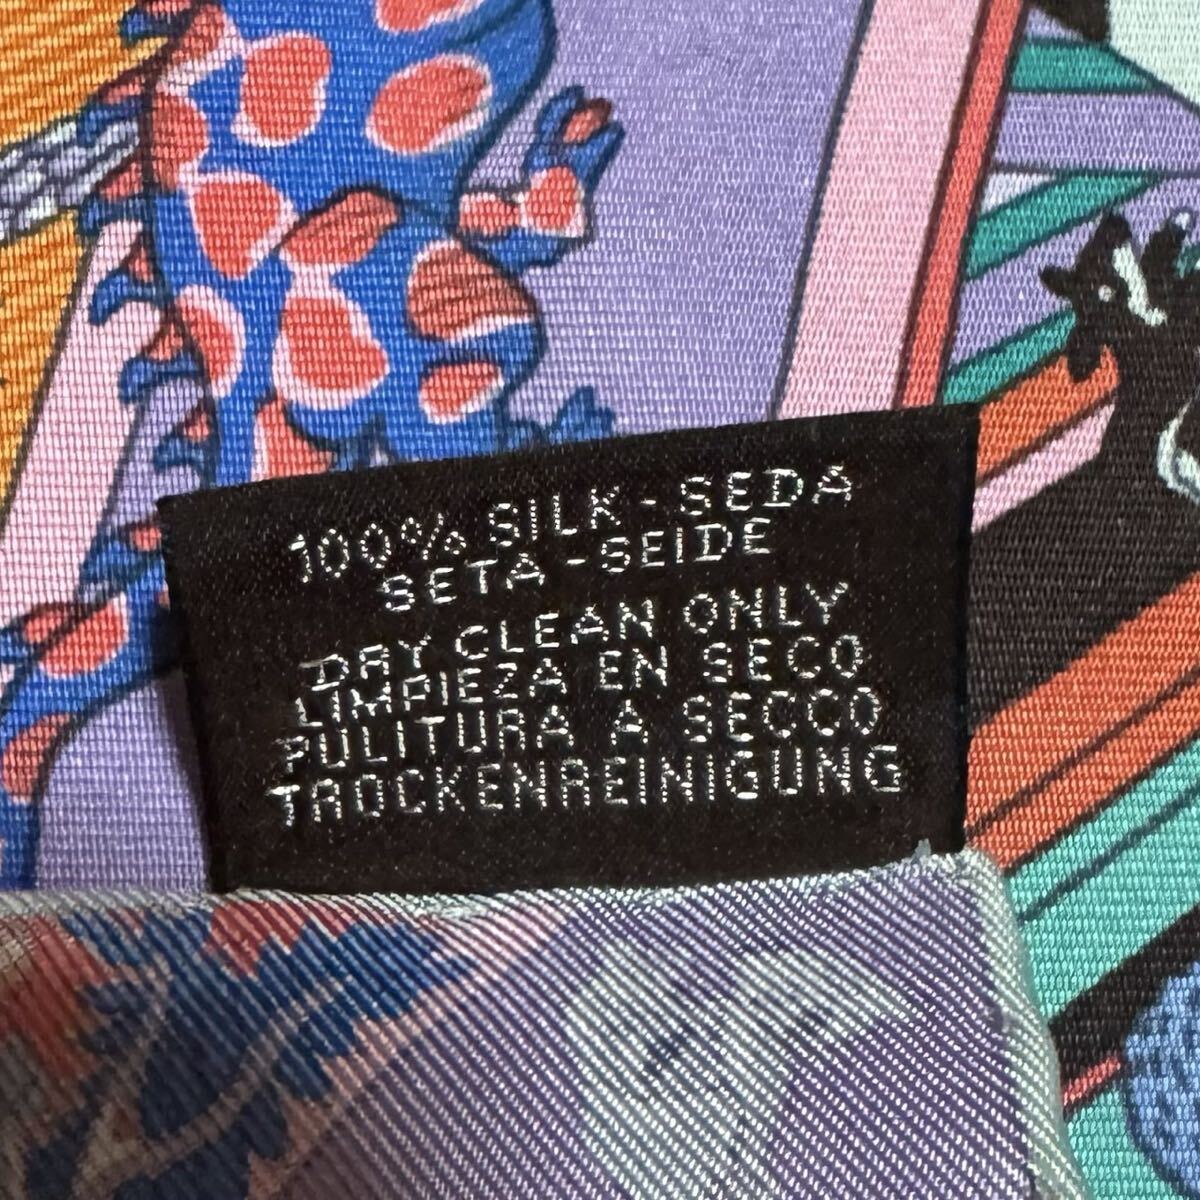 100% SILK - SEDA
SETA - SEIDE
DRY CLEAN ONLY
LIMPIEZA EN SECO
PULITURA A SECCO
TROCKENREINIGUNG